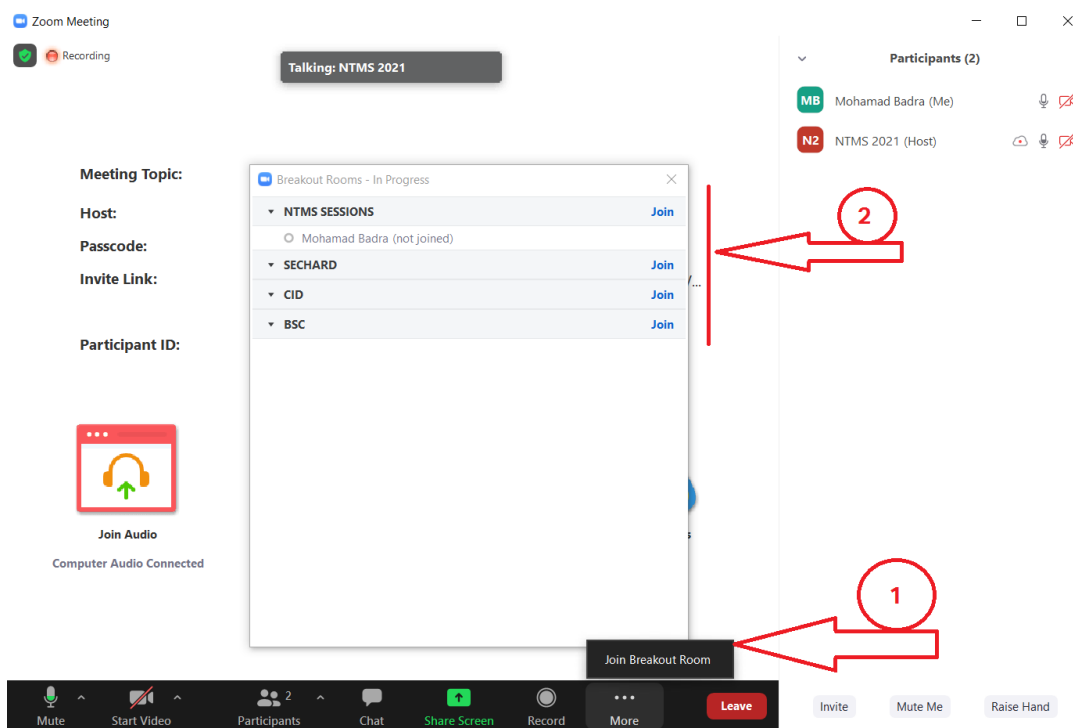 Zoom Meeting
Recording
Talking: NTMS 2021
Participants (2)
MB Mohamad Badra (Me)
N2 NTMS 2021 (Host)
Meeting Topic:
Host:
Passcode:
Invite Link:
/...
Participant ID:
Breakout Rooms - In Progress
NTMS SESSIONS Join
Mohamad Badra (not joined)
SECHARD Join
CID Join
BSC Join
2
Join Audio
Computer Audio Connected
s
1
Join Breakout Room
Mute
Start Video
Participants 2
Chat
Share Screen
Record
More
Leave
Invite
Mute Me
Raise Hand